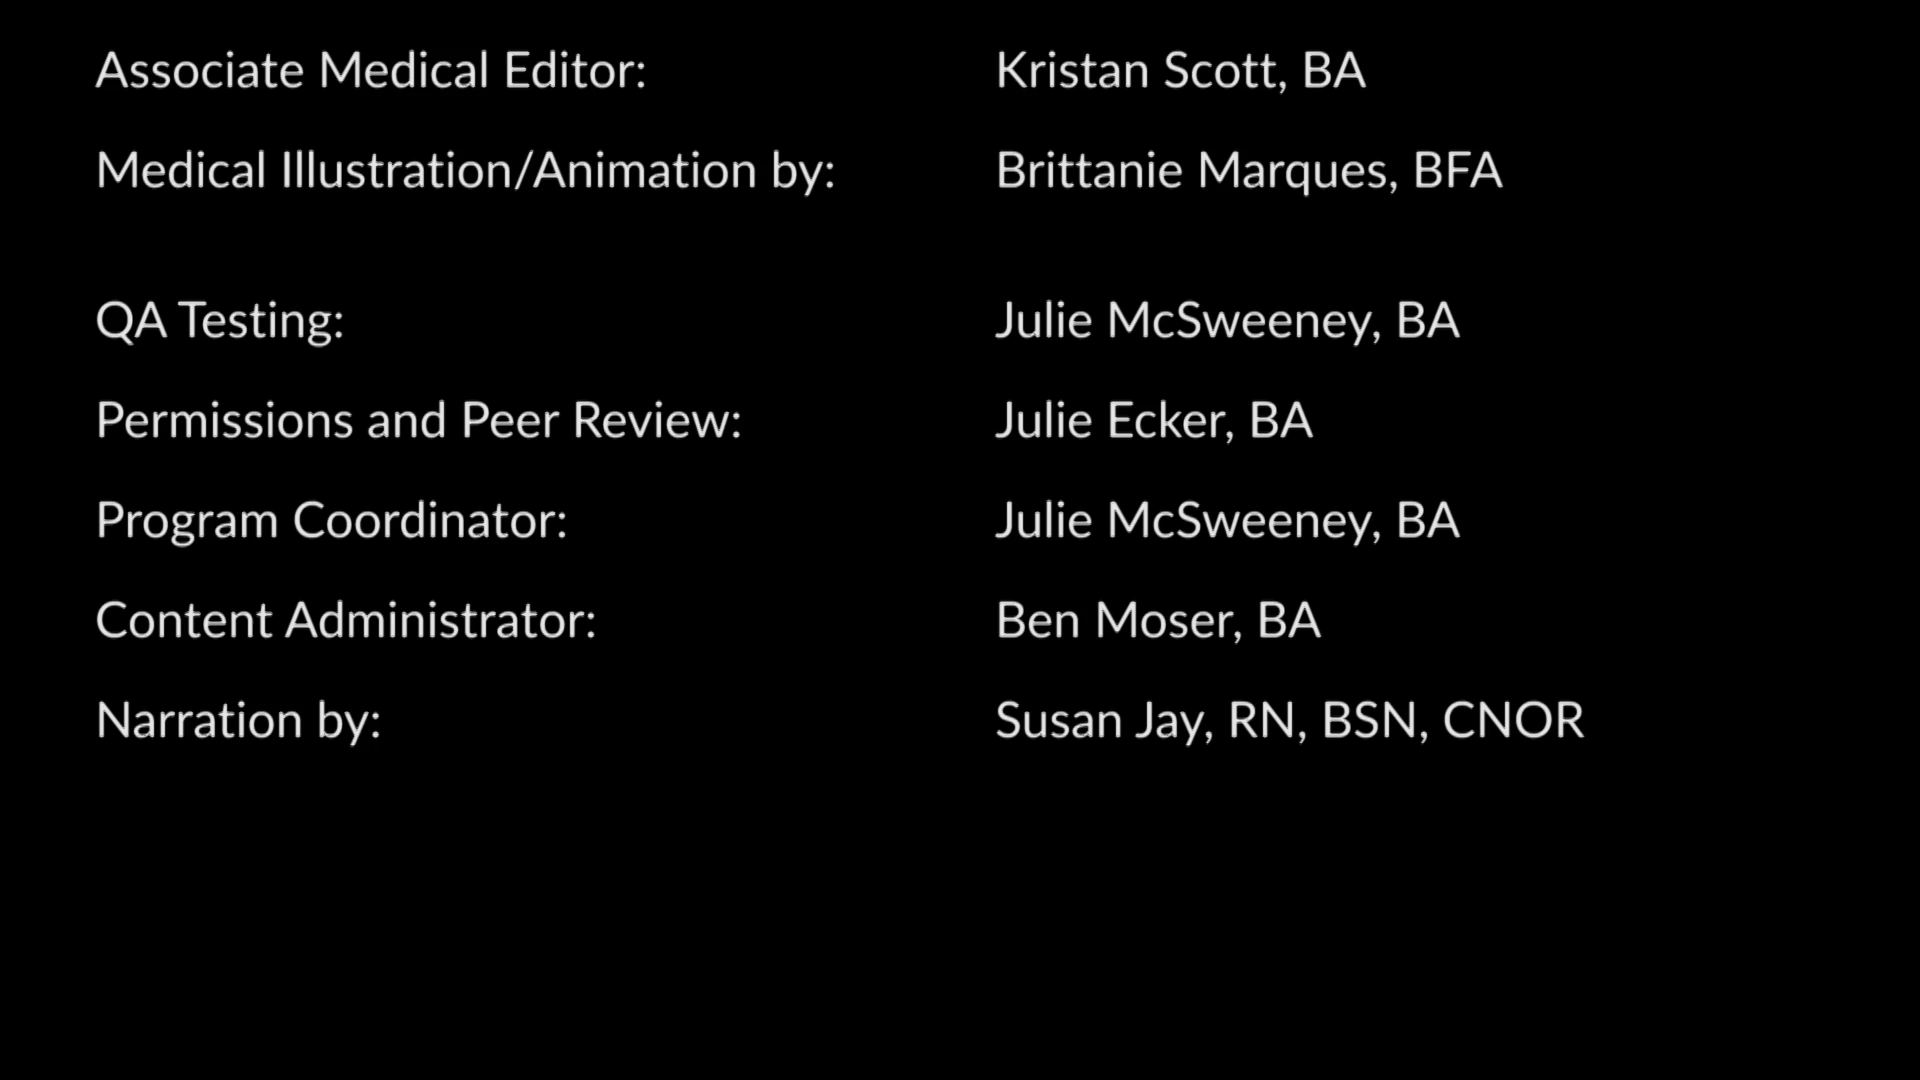 Associate Medical Editor: Kristan Scott, BA
Medical Illustration/Animation by: Brittanie Marques, BFA
QA Testing: Julie McSweeney, BA
Permissions and Peer Review: Julie Ecker, BA
Program Coordinator: Julie McSweeney, BA
Content Administrator: Ben Moser, BA
Narration by: Susan Jay, RN, BSN, CNOR